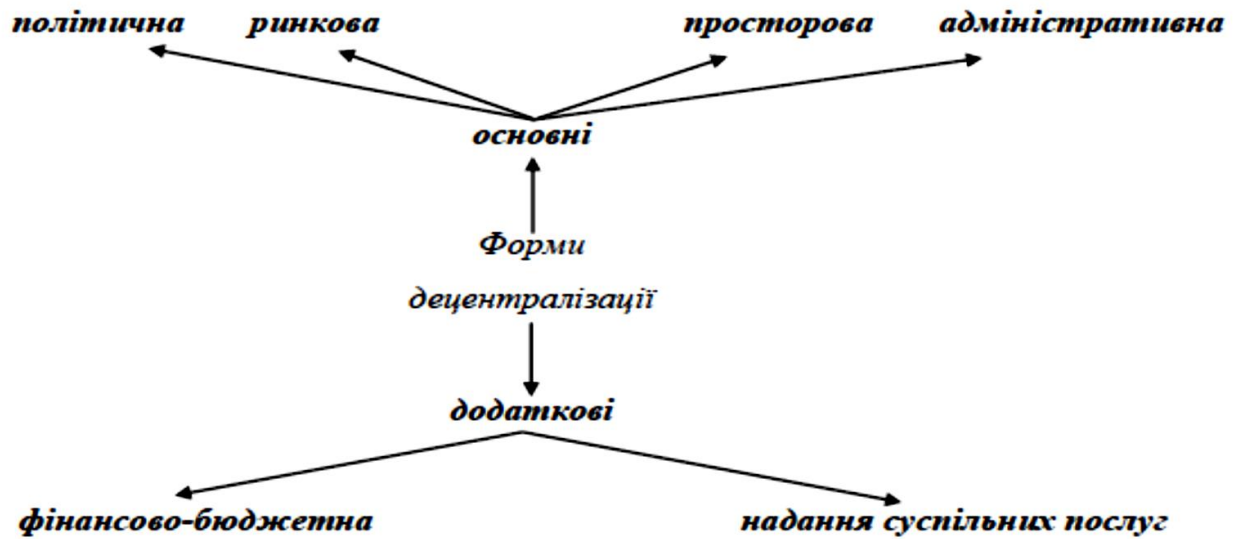 політична ринкова просторова адміністративна
основні
Форми
децентралізації
додаткові
фінансово-бюджетна надання суспільних послуг